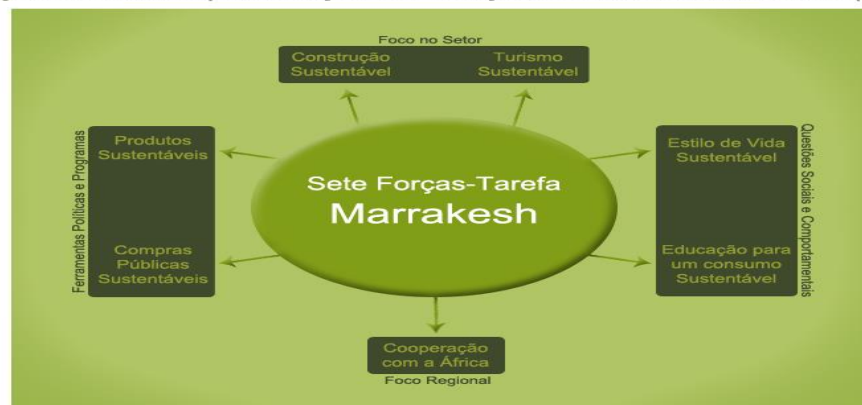 Foco no Setor
Construção
Sustentável
Turismo
Sustentável
Ferramentas Políticas e Programas
Produtos
Sustentáveis
Compras
Públicas
Sustentáveis
Sete Forças-Tarefa
Marrakesh
Estilo de Vida
Sustentável
Educação para
um consumo
Sustentável
Questões Sociais e Comportamentais
Cooperação
com a África
Foco Regional